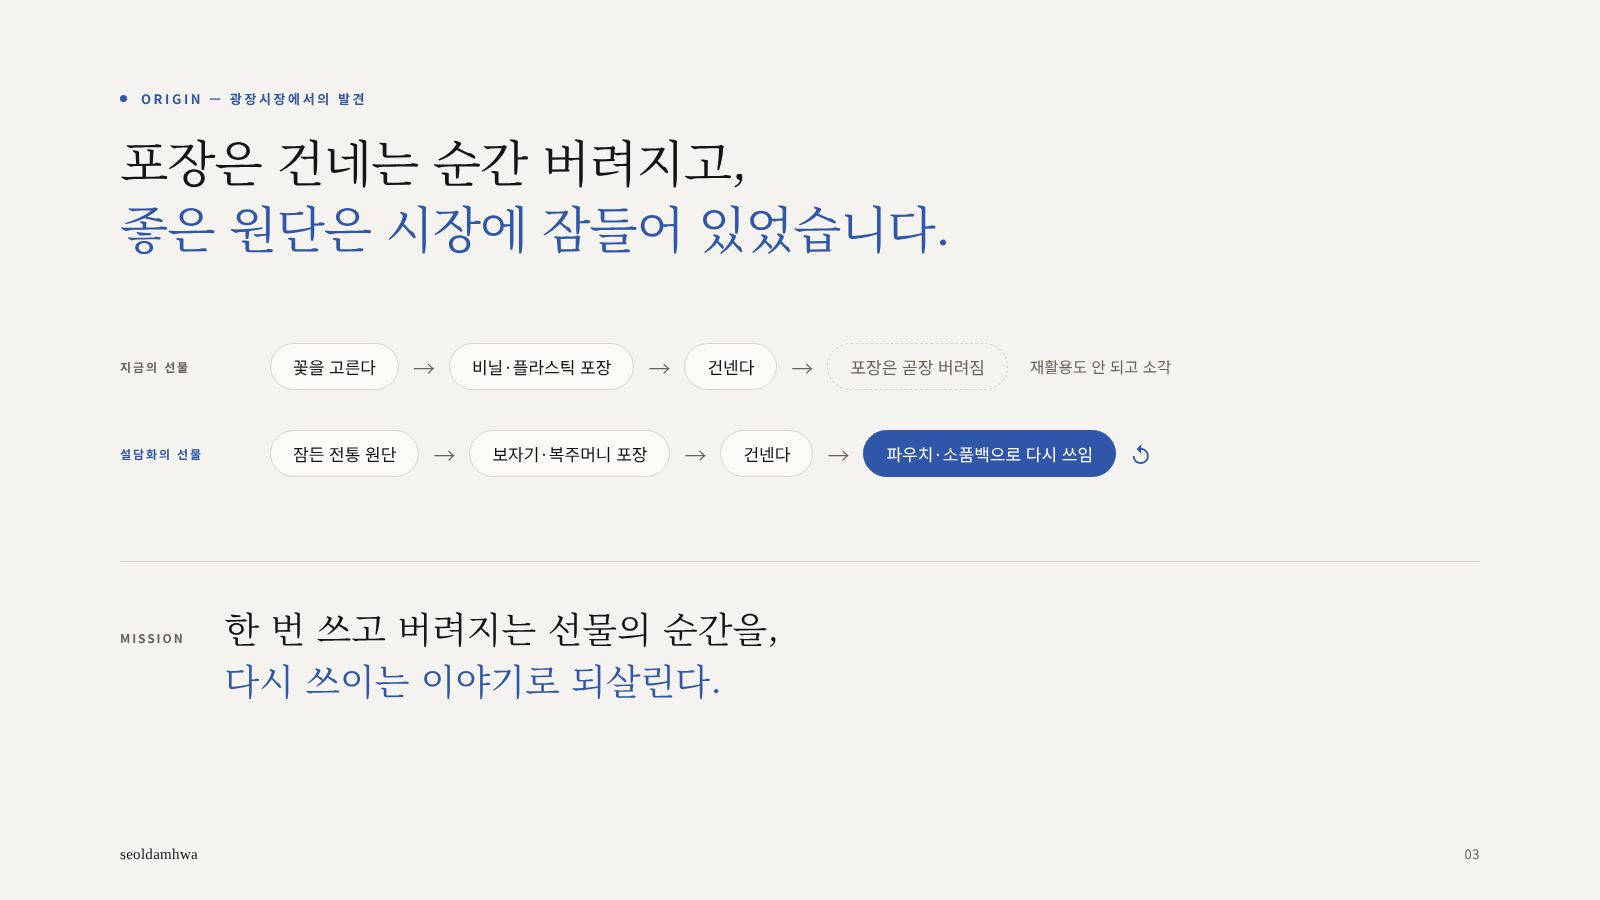 ORIGIN — 광장시장에서의 발견
포장은 건네는 순간 버려지고,
좋은 원단은 시장에 잠들어 있었습니다.
지금의 선물 꽃을 고른다 → 비닐·플라스틱 포장 → 건넨다 → 포장은 곧장 버려짐 재활용도 안 되고 소각
설담화의 선물 잠든 전통 원단 → 보자기·복주머니 포장 → 건넨다 → 파우치·소품백으로 다시 쓰임
MISSION 한 번 쓰고 버려지는 선물의 순간을,
다시 쓰이는 이야기로 되살린다.
seoldamhwa 03